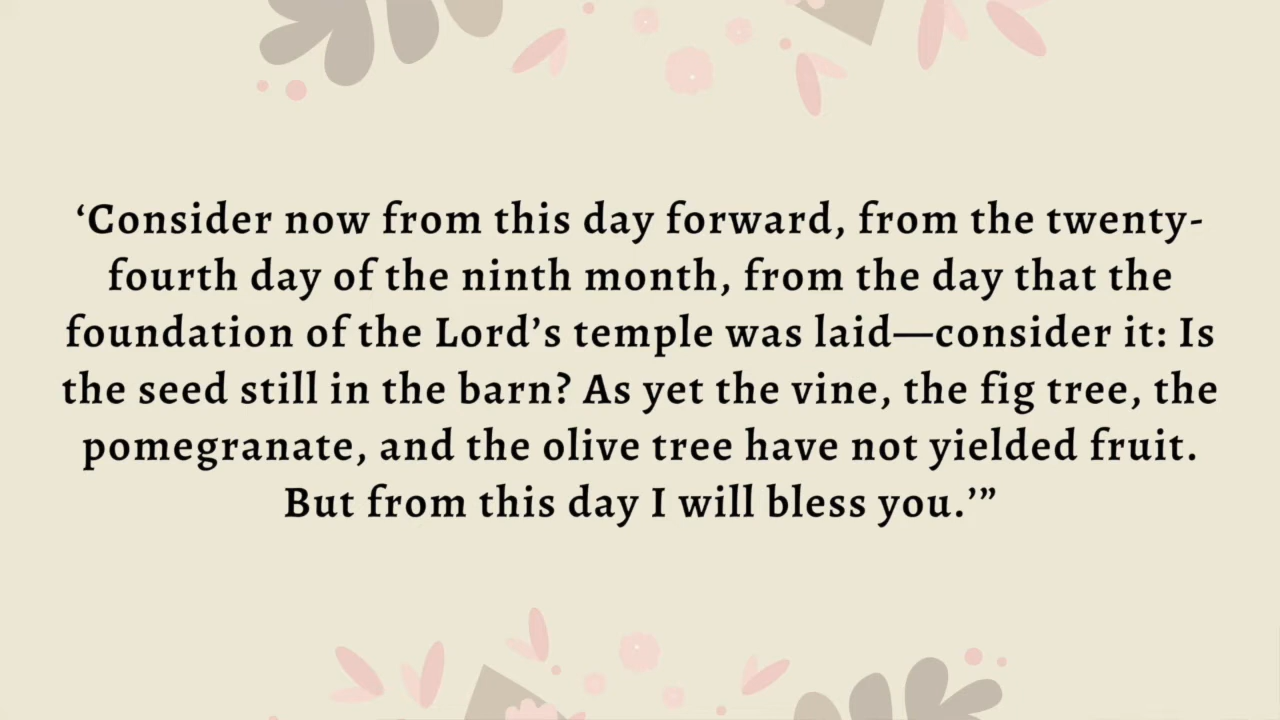 ‘Consider now from this day forward, from the twenty-
fourth day of the ninth month, from the day that the
foundation of the Lord’s temple was laid—consider it: Is
the seed still in the barn? As yet the vine, the fig tree, the
pomegranate, and the olive tree have not yielded fruit.
But from this day I will bless you.’”